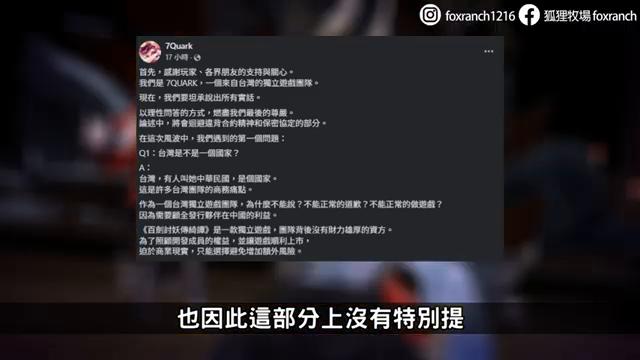 foxranch1216 狐狸牧場 foxranch
7Quark
17 小時
首先，感謝玩家、各界朋友的支持與關心。
我們是 7QUARK，一個來自台灣的獨立遊戲團隊。
現在，我們要坦承說出所有實話。
以理性問答的方式，燃盡我們最後的尊嚴。
論述中，將會迴避違背合約精神和保密協定的部分。
在這次風波中，我們遇到的第一個問題：
Q1：台灣是不是一個國家？
A：
台灣，有人叫她中華民國，是個國家。
這是許多台灣團隊的商務痛點。
作為一個台灣獨立遊戲團隊，為什麼不能說？不能正常的道歉？不能正常的做遊戲？
因為需要顧全發行夥伴在中國的利益。
《百劍討妖傳綺譚》是一款獨立遊戲，團隊背後沒有財力雄厚的資方。
為了照顧開發成員的權益，並讓遊戲順利上市，
迫於商業現實，只能選擇避免增加額外風險。
也因此這部分上沒有特別提